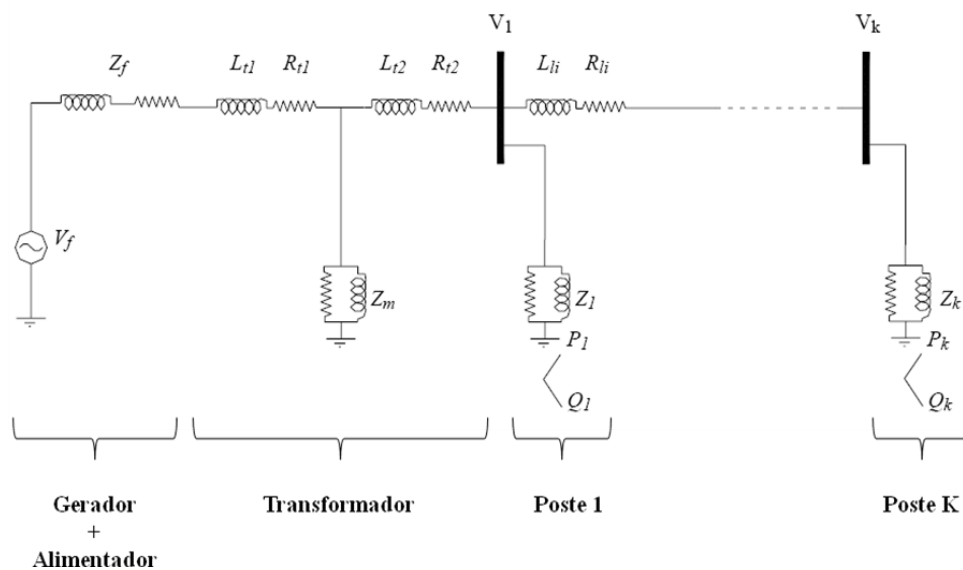 V1
Vk
Zf
Lt1
Rt1
Lt2
Rt2
Lli
Rli
Vf
Zm
Z1
Zk
P1
Pk
Q1
Qk
Gerador
+
Alimentador
Transformador
Poste 1
Poste K